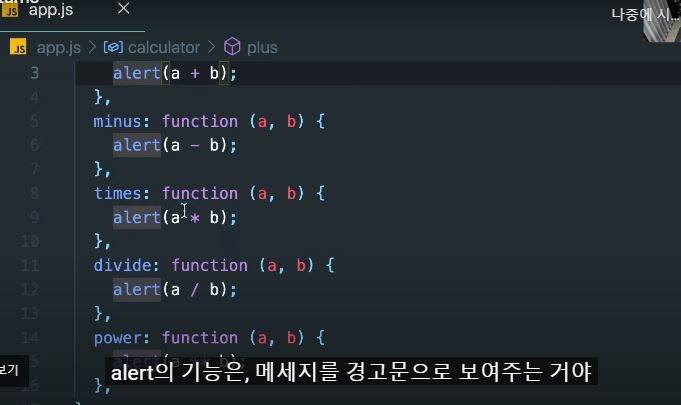 app.js
나중에 시...
JS app.js > calculator > plus
3 alert(a + b);
4 },
5 minus: function (a, b) {
6 alert(a - b);
7 },
8 times: function (a, b) {
9 alert(a * b);
10 },
11 divide: function (a, b) {
12 alert(a / b);
13 },
14 power: function (a, b) {
보기
alert의 기능은, 메세지를 경고문으로 보여주는 거야
16 },